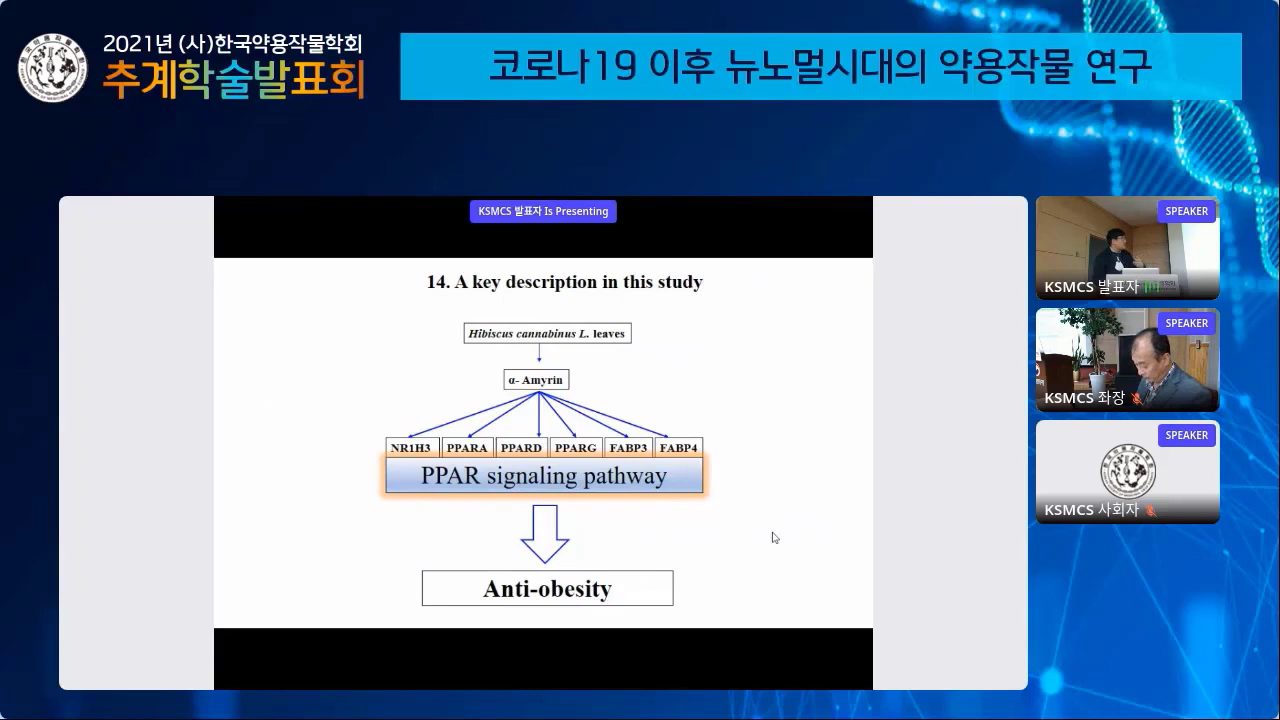 2021년 (사)한국약용작물학회
추계학술발표회
코로나19 이후 뉴노멀시대의 약용작물 연구
KSMCS 발표자 Is Presenting
14. A key description in this study
Hibiscus cannabinus L. leaves
α- Amyrin
NR1H3 PPARA PPARD PPARG FABP3 FABP4
PPAR signaling pathway
Anti-obesity
SPEAKER
KSMCS 발표자
SPEAKER
KSMCS 좌장
SPEAKER
KSMCS 사회자